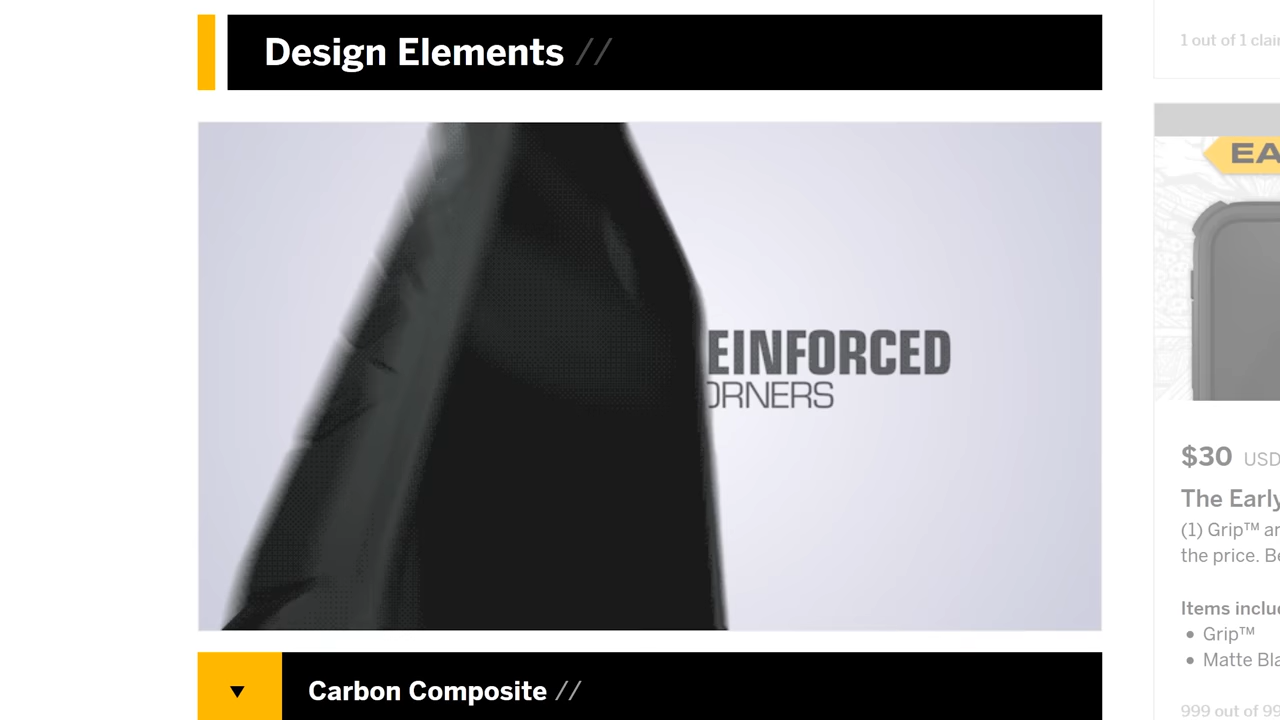 Design Elements //
EINFORCED
ORNERS
Carbon Composite //
1 out of 1 clai
EA
$30 USD
The Early
(1) Grip™ ar
the price. Be
Items inclu
Grip™
Matte Bla
999 out of 99